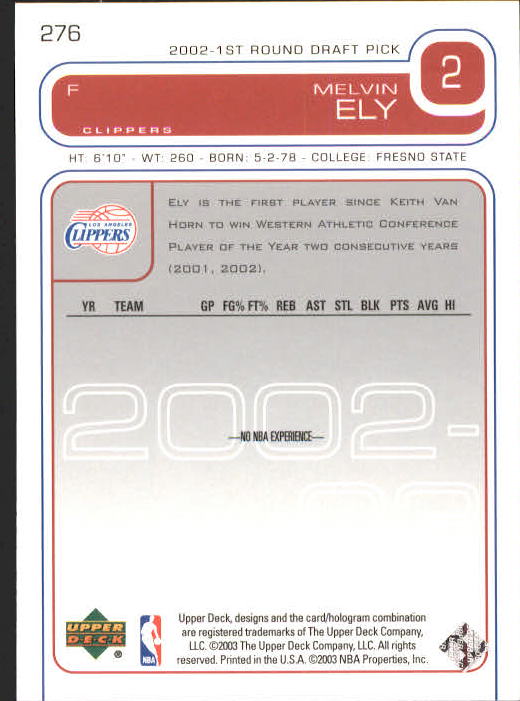 276
2002-1ST ROUND DRAFT PICK
2
F
MELVIN
ELY
CLIPPERS
HT: 6'10" - WT: 260 - BORN: 5-2-78 - COLLEGE: FRESNO STATE
LOS ANGELES
CLIPPERS
ELY IS THE FIRST PLAYER SINCE KEITH VAN
HORN TO WIN WESTERN ATHLETIC CONFERENCE
PLAYER OF THE YEAR TWO CONSECUTIVE YEARS
(2001, 2002).
YR TEAM GP FG% FT% REB AST STL BLK PTS AVG HI
2002-
—NO NBA EXPERIENCE—
UPPER
D·E·C·K
®
NBA
Upper Deck, designs and the card/hologram combination
are registered trademarks of The Upper Deck Company,
LLC. ©2003 The Upper Deck Company, LLC. All rights
reserved. Printed in the U.S.A. ©2003 NBA Properties, Inc.